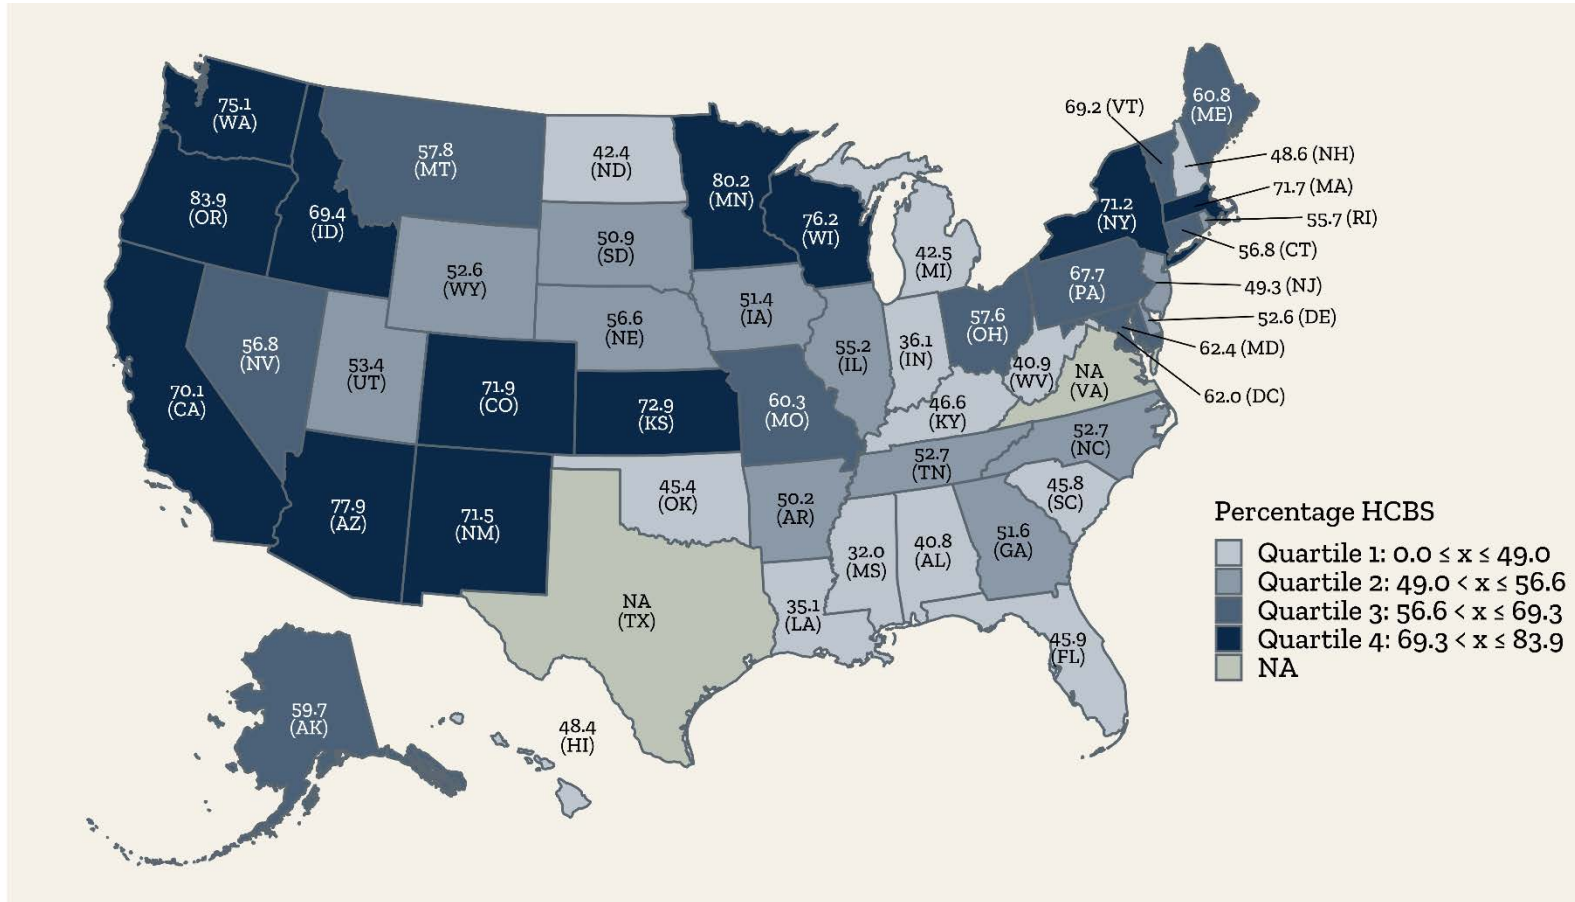 75.1
(WA)
83.9
(OR)
69.4
(ID)
57.8
(MT)
42.4
(ND)
80.2
(MN)
76.2
(WI)
50.9
(SD)
52.6
(WY)
70.1
(CA)
56.8
(NV)
53.4
(UT)
71.9
(CO)
56.6
(NE)
51.4
(IA)
72.9
(KS)
60.3
(MO)
55.2
(IL)
36.1
(IN)
42.5
(MI)
57.6
(OH)
67.7
(PA)
71.2
(NY)
60.8
(ME)
69.2 (VT)
48.6 (NH)
71.7 (MA)
55.7 (RI)
56.8 (CT)
49.3 (NJ)
52.6 (DE)
62.4 (MD)
62.0 (DC)
40.9
(WV)
NA
(VA)
46.6
(KY)
52.7
(TN)
52.7
(NC)
45.8
(SC)
77.9
(AZ)
71.5
(NM)
45.4
(OK)
50.2
(AR)
NA
(TX)
35.1
(LA)
32.0
(MS)
40.8
(AL)
51.6
(GA)
45.9
(FL)
59.7
(AK)
48.4
(HI)
Percentage HCBS
Quartile 1: 0.0 ≤ x ≤ 49.0
Quartile 2: 49.0 < x ≤ 56.6
Quartile 3: 56.6 < x ≤ 69.3
Quartile 4: 69.3 < x ≤ 83.9
NA